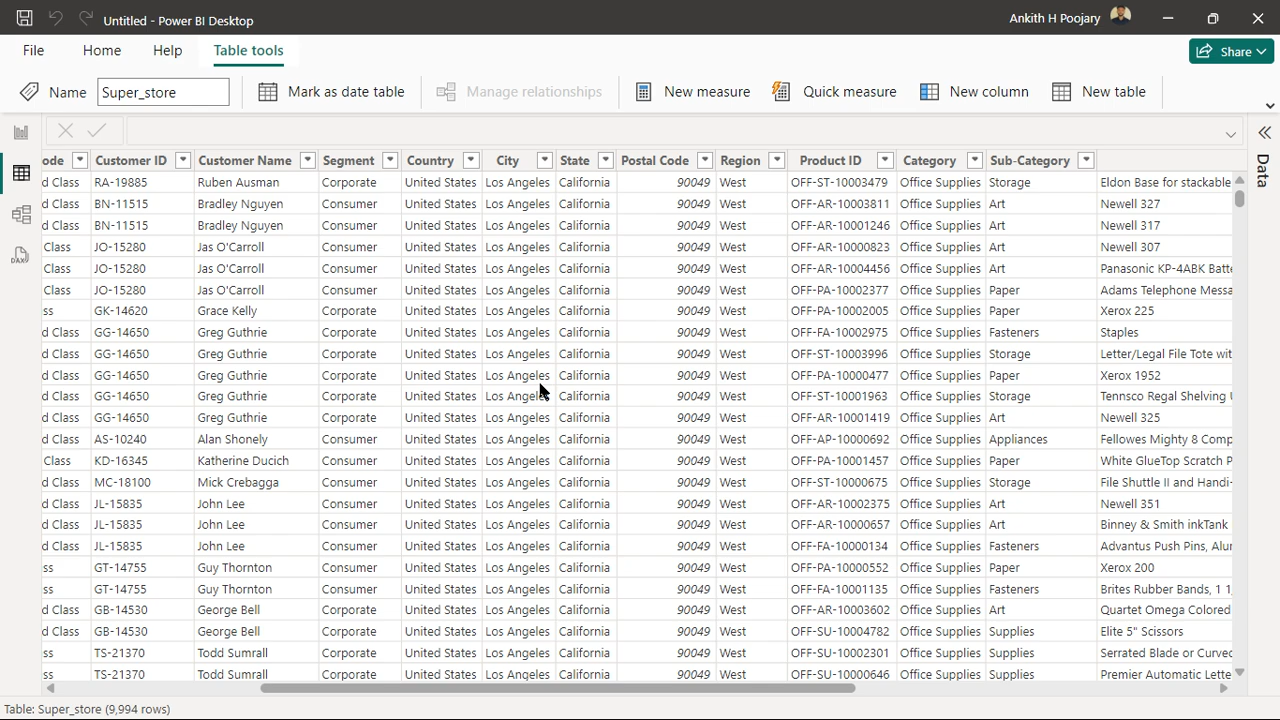 Untitled - Power BI Desktop Ankith H Poojary
File Home Help Table tools Share
Name Super_store Mark as date table Manage relationships New measure Quick measure New column New table
ode Customer ID Customer Name Segment Country City State Postal Code Region Product ID Category Sub-Category
d Class RA-19885 Ruben Ausman Corporate United States Los Angeles California 90049 West OFF-ST-10003479 Office Supplies Storage Eldon Base for stackable
d Class BN-11515 Bradley Nguyen Consumer United States Los Angeles California 90049 West OFF-AR-10003811 Office Supplies Art Newell 327
d Class BN-11515 Bradley Nguyen Consumer United States Los Angeles California 90049 West OFF-AR-10001246 Office Supplies Art Newell 317
Class JO-15280 Jas O'Carroll Consumer United States Los Angeles California 90049 West OFF-AR-10000823 Office Supplies Art Newell 307
Class JO-15280 Jas O'Carroll Consumer United States Los Angeles California 90049 West OFF-AR-10004456 Office Supplies Art Panasonic KP-4ABK Batte
Class JO-15280 Jas O'Carroll Consumer United States Los Angeles California 90049 West OFF-PA-10002377 Office Supplies Paper Adams Telephone Messa
ss GK-14620 Grace Kelly Corporate United States Los Angeles California 90049 West OFF-PA-10002005 Office Supplies Paper Xerox 225
d Class GG-14650 Greg Guthrie Corporate United States Los Angeles California 90049 West OFF-FA-10002975 Office Supplies Fasteners Staples
d Class GG-14650 Greg Guthrie Corporate United States Los Angeles California 90049 West OFF-ST-10003996 Office Supplies Storage Letter/Legal File Tote wit
d Class GG-14650 Greg Guthrie Corporate United States Los Angeles California 90049 West OFF-PA-10000477 Office Supplies Paper Xerox 1952
d Class GG-14650 Greg Guthrie Corporate United States Los Angeles California 90049 West OFF-ST-10001963 Office Supplies Storage Tennsco Regal Shelving
d Class GG-14650 Greg Guthrie Corporate United States Los Angeles California 90049 West OFF-AR-10001419 Office Supplies Art Newell 325
d Class AS-10240 Alan Shonely Consumer United States Los Angeles California 90049 West OFF-AP-10000692 Office Supplies Appliances Fellowes Mighty 8 Comp
Class KD-16345 Katherine Ducich Consumer United States Los Angeles California 90049 West OFF-PA-10001457 Office Supplies Paper White GlueTop Scratch P
d Class MC-18100 Mick Crebagga Consumer United States Los Angeles California 90049 West OFF-ST-10000675 Office Supplies Storage File Shuttle II and Handi-
d Class JL-15835 John Lee Consumer United States Los Angeles California 90049 West OFF-AR-10002375 Office Supplies Art Newell 351
d Class JL-15835 John Lee Consumer United States Los Angeles California 90049 West OFF-AR-10000657 Office Supplies Art Binney & Smith inkTank
d Class JL-15835 John Lee Consumer United States Los Angeles California 90049 West OFF-FA-10000134 Office Supplies Fasteners Advantus Push Pins, Alu
ss GT-14755 Guy Thornton Consumer United States Los Angeles California 90049 West OFF-PA-10000552 Office Supplies Paper Xerox 200
ss GT-14755 Guy Thornton Consumer United States Los Angeles California 90049 West OFF-FA-10001135 Office Supplies Fasteners Brites Rubber Bands, 1 1
d Class GB-14530 George Bell Corporate United States Los Angeles California 90049 West OFF-AR-10003602 Office Supplies Art Quartet Omega Colored
d Class GB-14530 George Bell Corporate United States Los Angeles California 90049 West OFF-SU-10004782 Office Supplies Supplies Elite 5" Scissors
ss TS-21370 Todd Sumrall Corporate United States Los Angeles California 90049 West OFF-SU-10002301 Office Supplies Supplies Serrated Blade or Curved
ss TS-21370 Todd Sumrall Corporate United States Los Angeles California 90049 West OFF-SU-10000646 Office Supplies Supplies Premier Automatic Lette
Data
DAX
Table: Super_store (9,994 rows)